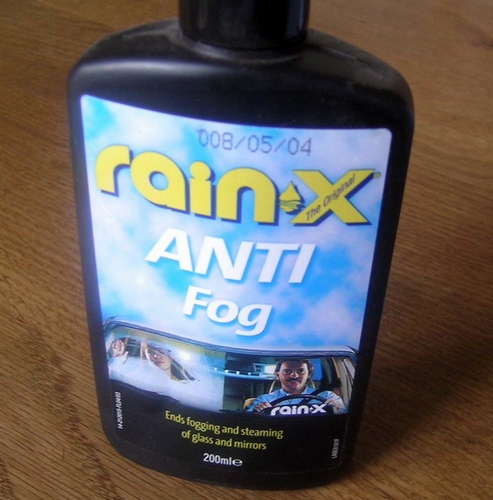 008/05/04
rain-x
The Original
ANTI
Fog
rain-x
Ends fogging and steaming
of glass and mirrors
200ml℮